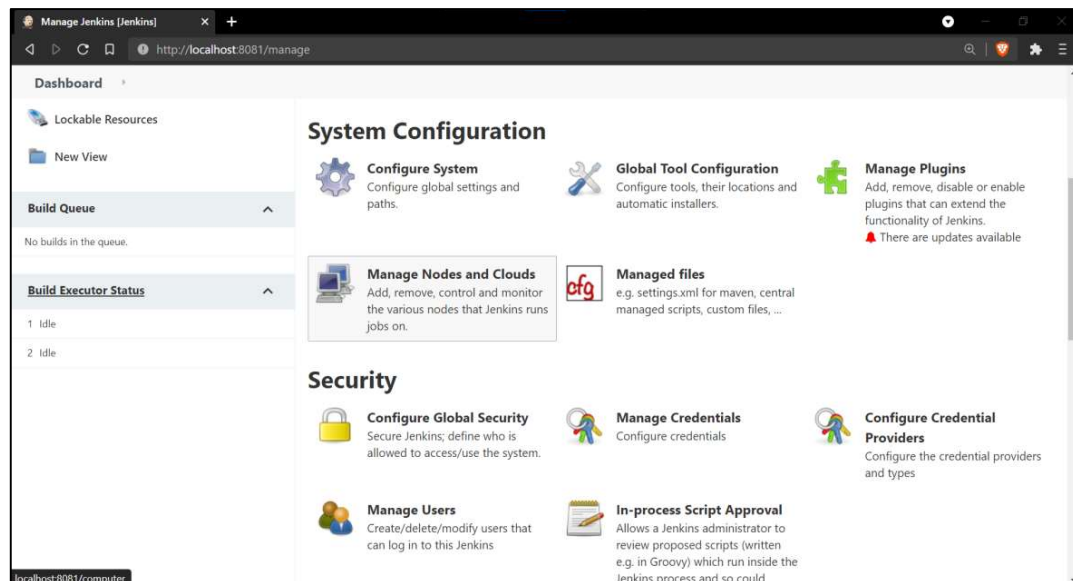 Manage Jenkins [Jenkins]
http://localhost:8081/manage
Dashboard
Lockable Resources
New View
Build Queue
No builds in the queue.
Build Executor Status
1 Idle
2 Idle
System Configuration
Configure System
Configure global settings and
paths.
Global Tool Configuration
Configure tools, their locations and
automatic installers.
Manage Plugins
Add, remove, disable or enable
plugins that can extend the
functionality of Jenkins.
There are updates available
Manage Nodes and Clouds
Add, remove, control and monitor
the various nodes that Jenkins runs
jobs on.
cfg
Managed files
e.g. settings.xml for maven, central
managed scripts, custom files, ...
Security
Configure Global Security
Secure Jenkins; define who is
allowed to access/use the system.
Manage Credentials
Configure credentials
Configure Credential
Providers
Configure the credential providers
and types
Manage Users
Create/delete/modify users that
can log in to this Jenkins
In-process Script Approval
Allows a Jenkins administrator to
review proposed scripts (written
e.g. in Groovy) which run inside the
Jenkins process and so could
localhost:8081/computer